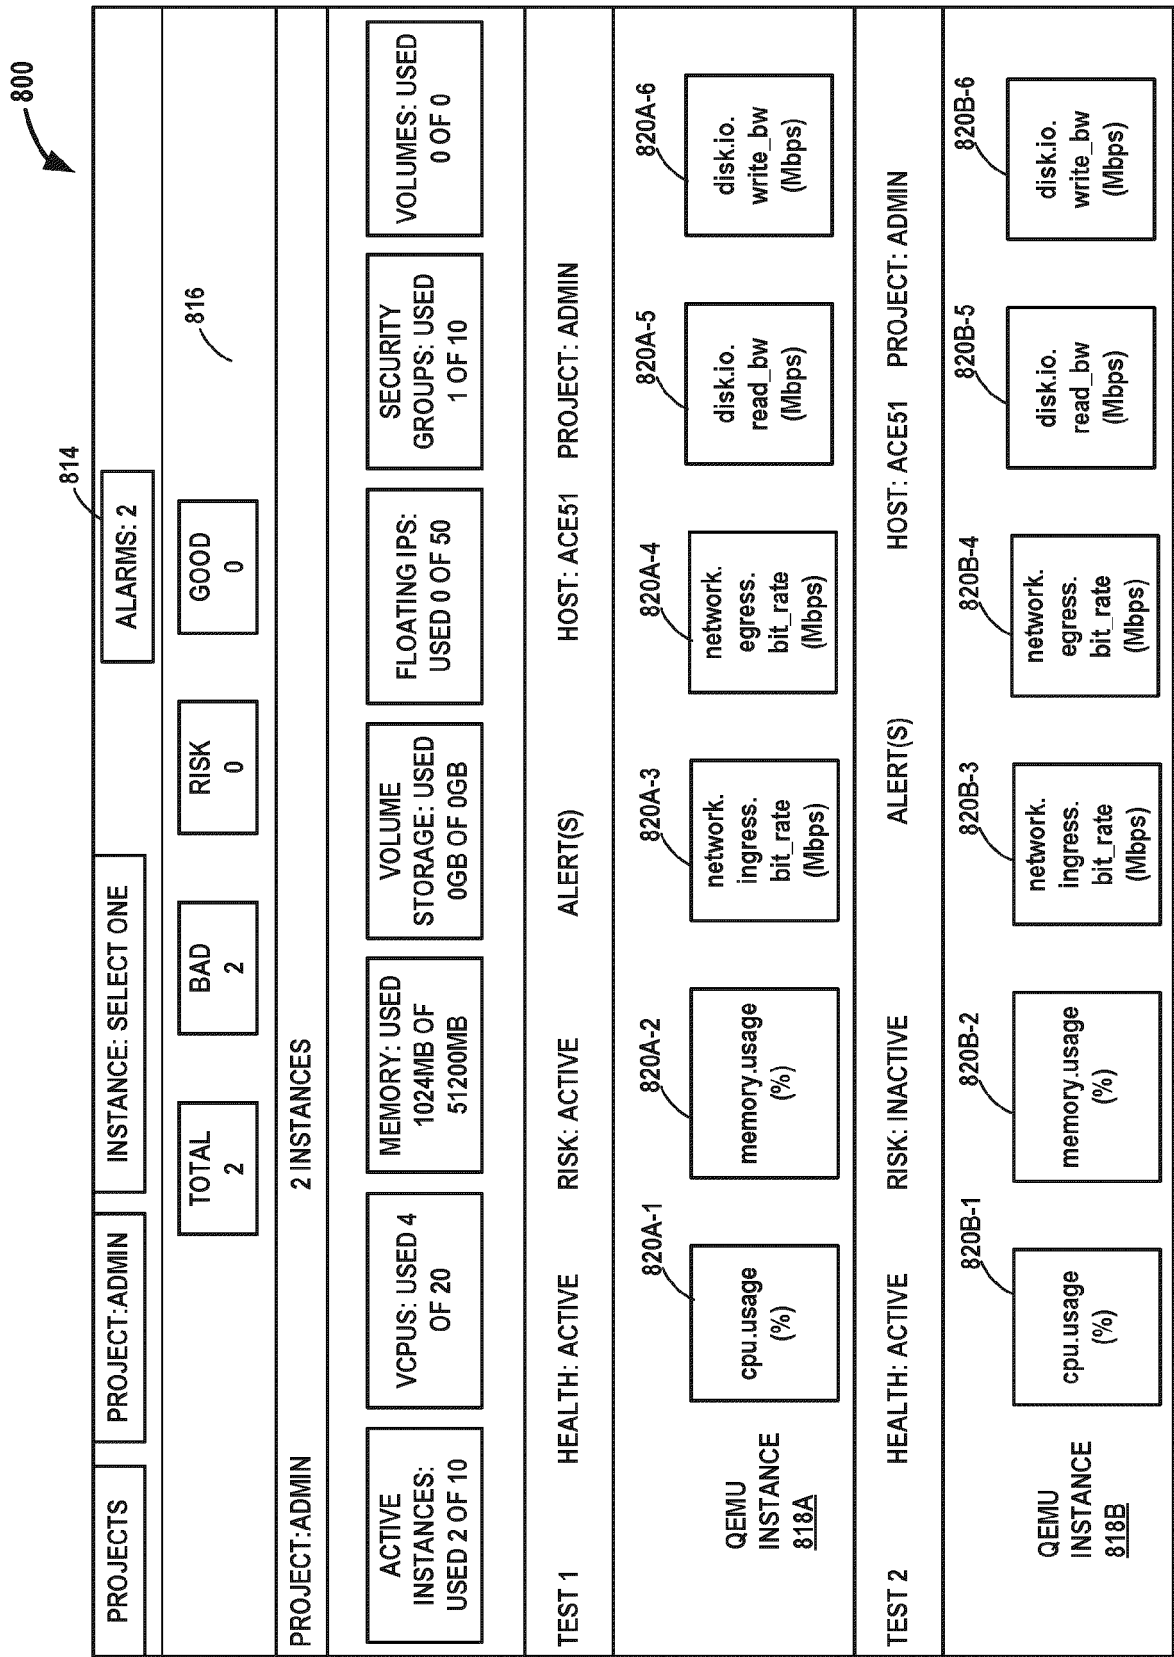 800
PROJECTS
PROJECT:ADMIN
INSTANCE: SELECT ONE
ALARMS: 2
814
TOTAL
2
BAD
2
RISK
0
GOOD
0
816
PROJECT:ADMIN
2 INSTANCES
ACTIVE
INSTANCES:
USED 2 OF 10
VCPUS: USED 4
OF 20
MEMORY: USED
1024MB OF
51200MB
VOLUME
STORAGE: USED
0GB OF 0GB
FLOATING IPS:
USED 0 OF 50
SECURITY
GROUPS: USED
1 OF 10
VOLUMES: USED
0 OF 0
TEST 1
HEALTH: ACTIVE
RISK: ACTIVE
ALERT(S)
HOST: ACE51
PROJECT: ADMIN
QEMU
INSTANCE
818A
820A-1
cpu.usage
(%)
820A-2
memory.usage
(%)
820A-3
network.
ingress.
bit_rate
(Mbps)
820A-4
network.
egress.
bit_rate
(Mbps)
820A-5
disk.io.
read_bw
(Mbps)
820A-6
disk.io.
write_bw
(Mbps)
TEST 2
HEALTH: ACTIVE
RISK: INACTIVE
ALERT(S)
HOST: ACE51
PROJECT: ADMIN
QEMU
INSTANCE
818B
820B-1
cpu.usage
(%)
820B-2
memory.usage
(%)
820B-3
network.
ingress.
bit_rate
(Mbps)
820B-4
network.
egress.
bit_rate
(Mbps)
820B-5
disk.io.
read_bw
(Mbps)
820B-6
disk.io.
write_bw
(Mbps)